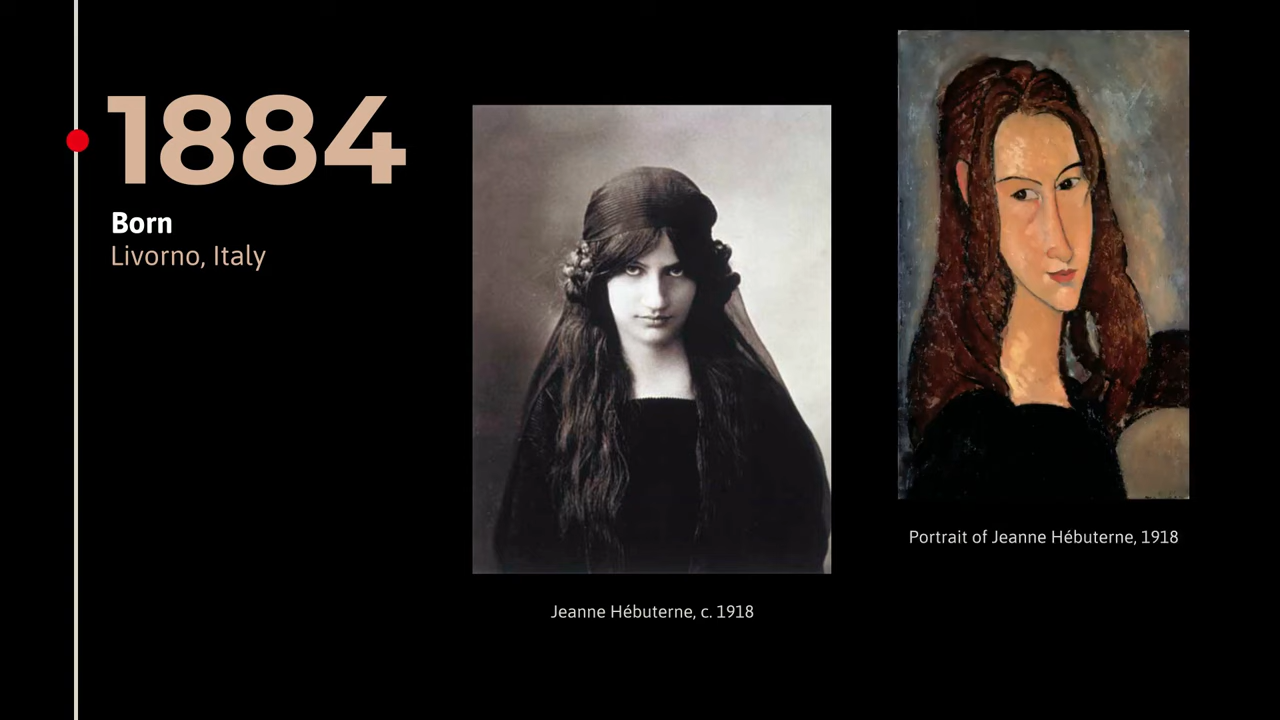 1884
Born
Livorno, Italy
Jeanne Hébuterne, c. 1918
Portrait of Jeanne Hébuterne, 1918